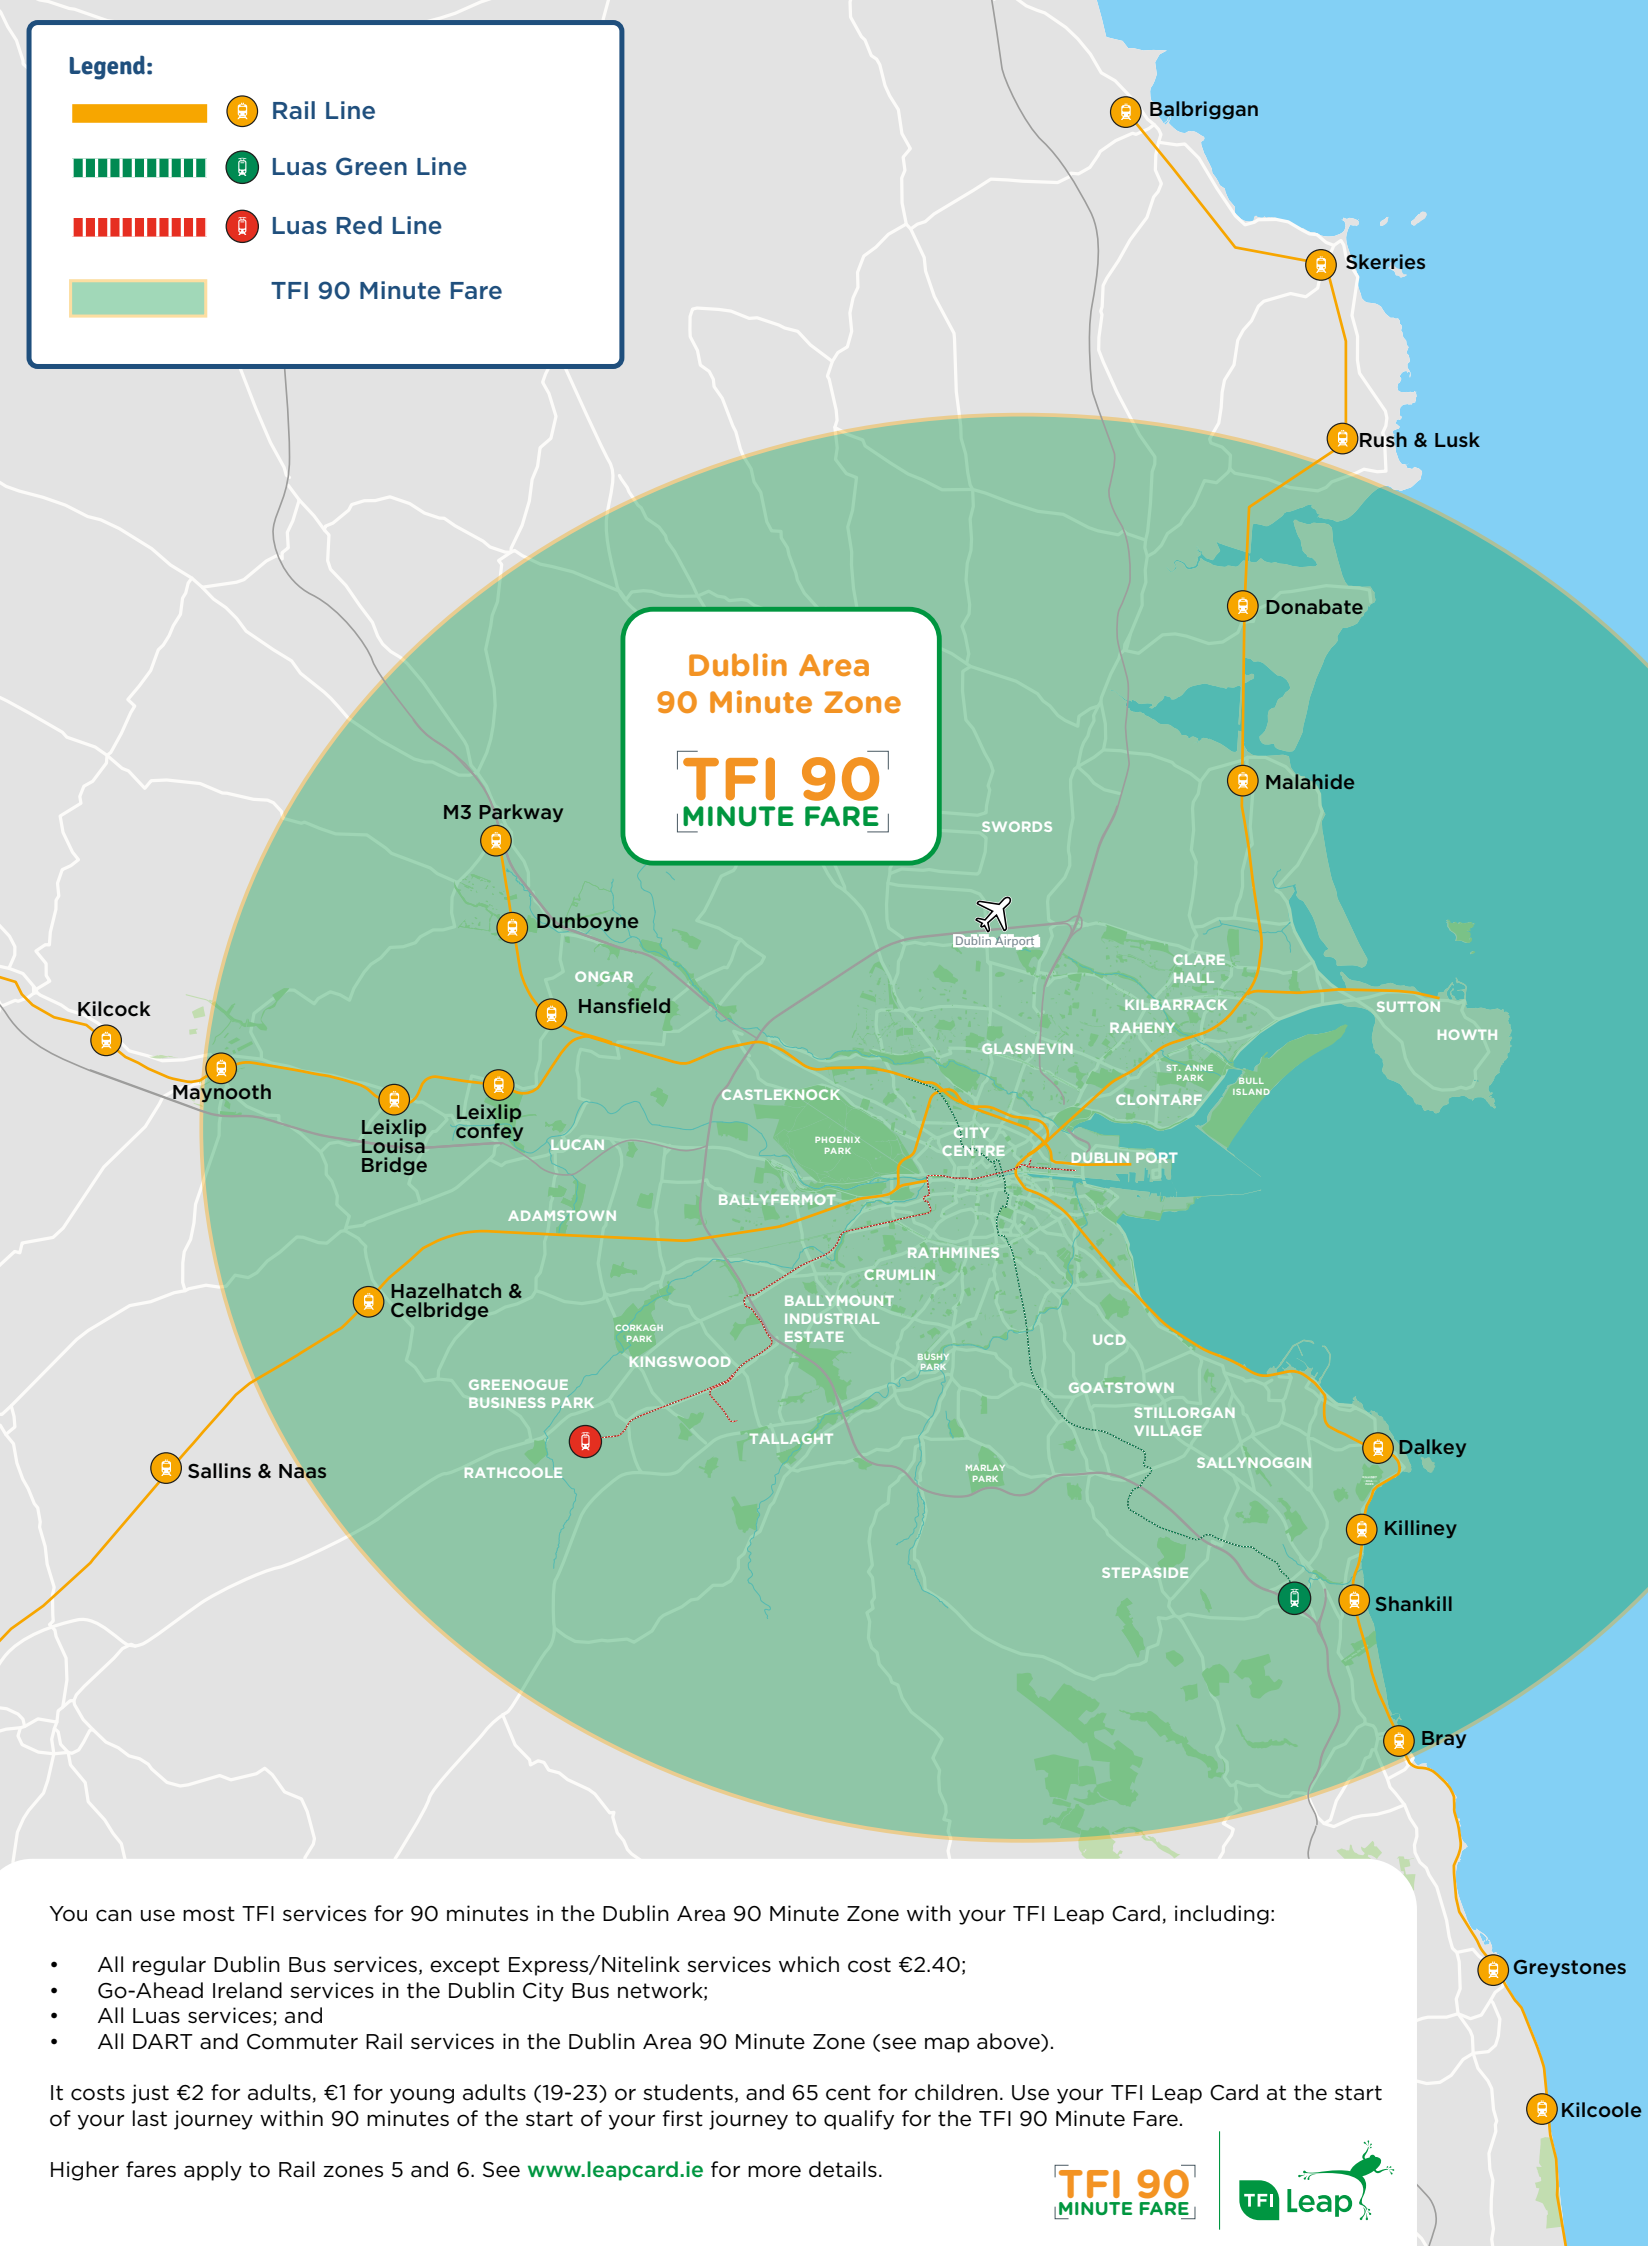 Legend:
Rail Line
Luas Green Line
Luas Red Line
TFI 90 Minute Fare
Balbriggan
Skerries
Rush & Lusk
Donabate
Dublin Area
90 Minute Zone
TFI 90
MINUTE FARE
Malahide
M3 Parkway
SWORDS
Dunboyne
Dublin Airport
CLARE
HALL
ONGAR
Hansfield
KILBARRACK
SUTTON
Kilcock
RAHENY
HOWTH
GLASNEVIN
ST. ANNE
PARK
BULL
ISLAND
Maynooth
CASTLEKNOCK
CLONTARF
Leixlip
confey
Leixlip
Louisa
Bridge
LUCAN
PHOENIX
PARK
CITY
CENTRE
DUBLIN PORT
BALLYFERMOT
ADAMSTOWN
RATHMINES
CRUMLIN
Hazelhatch &
Celbridge
BALLYMOUNT
INDUSTRIAL
ESTATE
CORKAGH
PARK
UCD
KINGSWOOD
BUSHY
PARK
GREENOGUE
BUSINESS PARK
GOATSTOWN
STILLORGAN
VILLAGE
TALLAGHT
Dalkey
SALLYNOGGIN
Sallins & Naas
RATHCOOLE
MARLAY
PARK
Killiney
STEPASIDE
Shankill
Bray
You can use most TFI services for 90 minutes in the Dublin Area 90 Minute Zone with your TFI Leap Card, including:
• All regular Dublin Bus services, except Express/Nitelink services which cost €2.40;
• Go-Ahead Ireland services in the Dublin City Bus network;
• All Luas services; and
• All DART and Commuter Rail services in the Dublin Area 90 Minute Zone (see map above).
It costs just €2 for adults, €1 for young adults (19-23) or students, and 65 cent for children. Use your TFI Leap Card at the start
of your last journey within 90 minutes of the start of your first journey to qualify for the TFI 90 Minute Fare.
Higher fares apply to Rail zones 5 and 6. See www.leapcard.ie for more details.
Greystones
Kilcoole
TFI 90
MINUTE FARE
TFI Leap